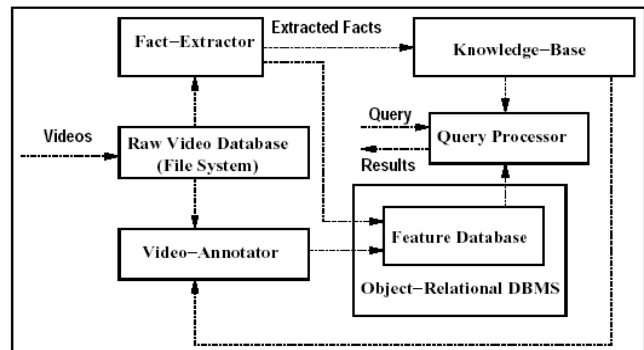 Extracted Facts
Fact-Extractor
Knowledge-Base
Videos
Raw Video Database
(File System)
Query
Query Processor
Results
Video-Annotator
Feature Database
Object-Relational DBMS